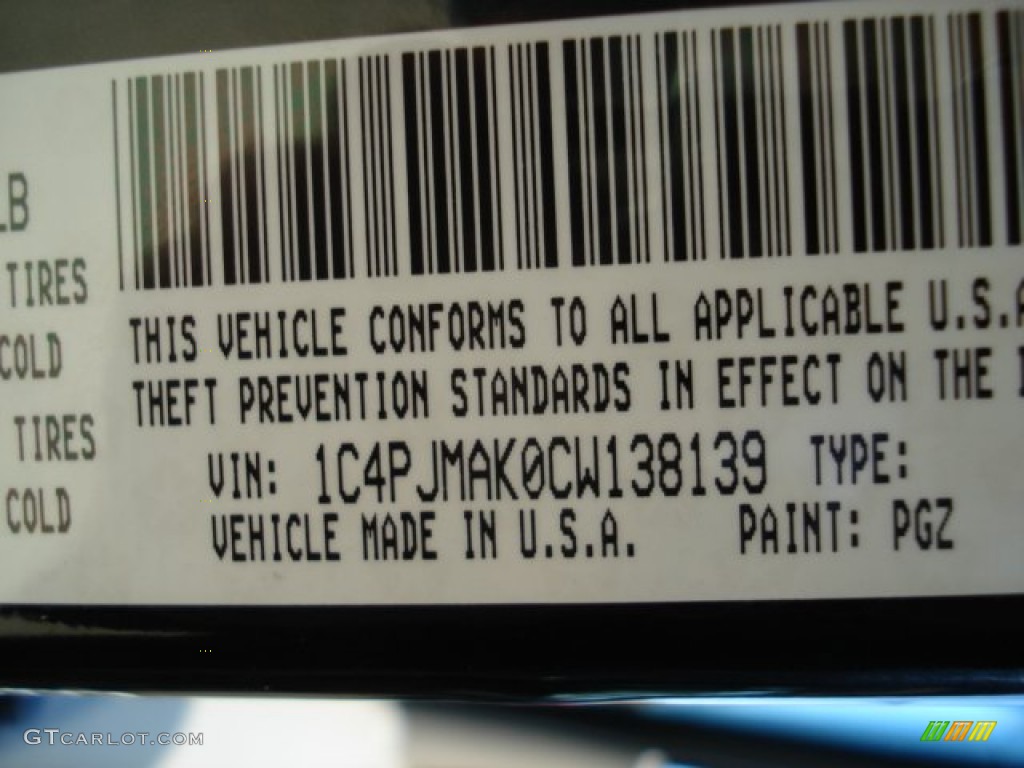 LB
TIRES
COLD
TIRES
COLD
THIS VEHICLE CONFORMS TO ALL APPLICABLE U.S.A
THEFT PREVENTION STANDARDS IN EFFECT ON THE
VIN: 1C4PJMAK0CW138139 TYPE:
VEHICLE MADE IN U.S.A. PAINT: PGZ
GTCARLOT.COM